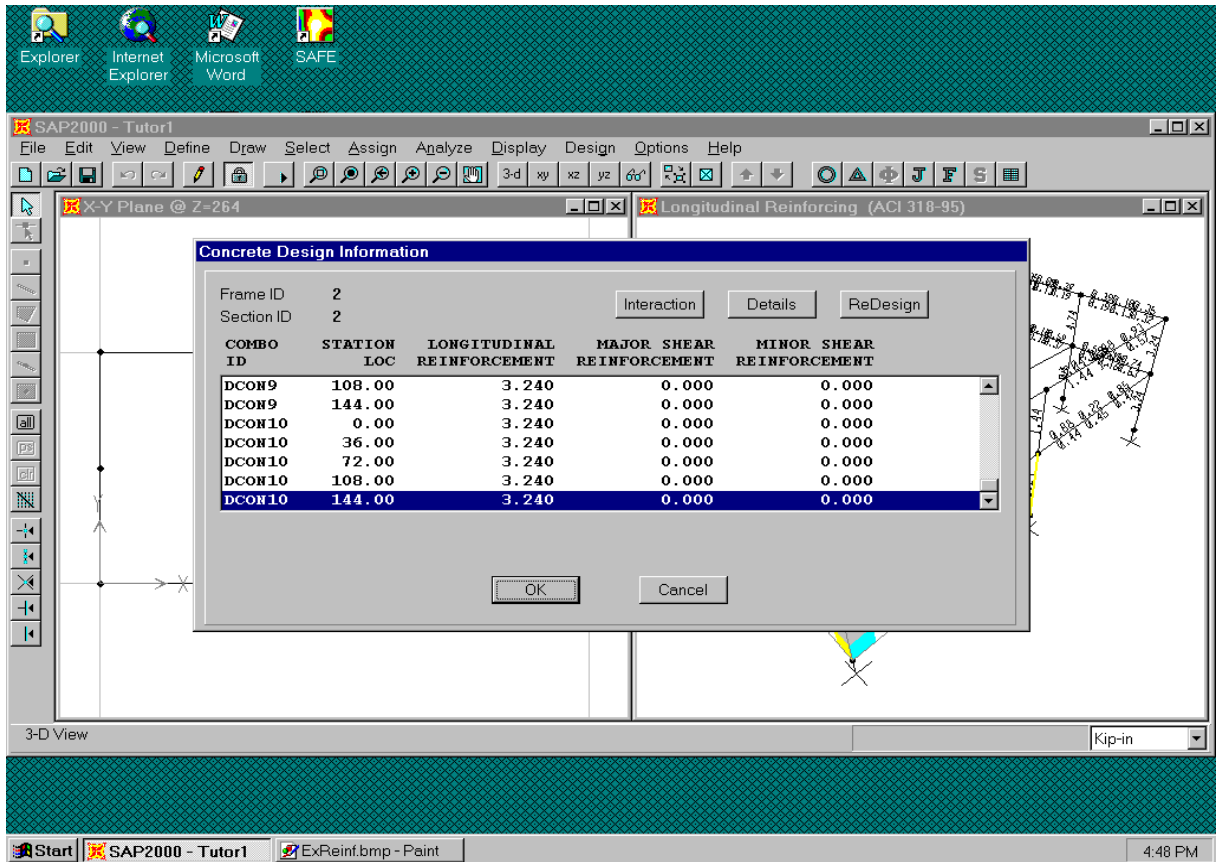 Explorer
Internet Explorer
Microsoft Word
SAFE
SAP2000 - Tutor1
File Edit View Define Draw Select Assign Analyze Display Design Options Help
3-d xy xz yz J F S
X-Y Plane @ Z=264
Longitudinal Reinforcing (ACI 318-95)
all
ps
clr
Concrete Design Information
Frame ID 2
Section ID 2
Interaction Details ReDesign
COMBO STATION LONGITUDINAL MAJOR SHEAR MINOR SHEAR
ID LOC REINFORCEMENT REINFORCEMENT REINFORCEMENT
DCON9 108.00 3.240 0.000 0.000
DCON9 144.00 3.240 0.000 0.000
DCON10 0.00 3.240 0.000 0.000
DCON10 36.00 3.240 0.000 0.000
DCON10 72.00 3.240 0.000 0.000
DCON10 108.00 3.240 0.000 0.000
DCON10 144.00 3.240 0.000 0.000
OK Cancel
Y
X
3-D View
Kip-in
Start SAP2000 - Tutor1 ExReinf.bmp - Paint 4:48 PM